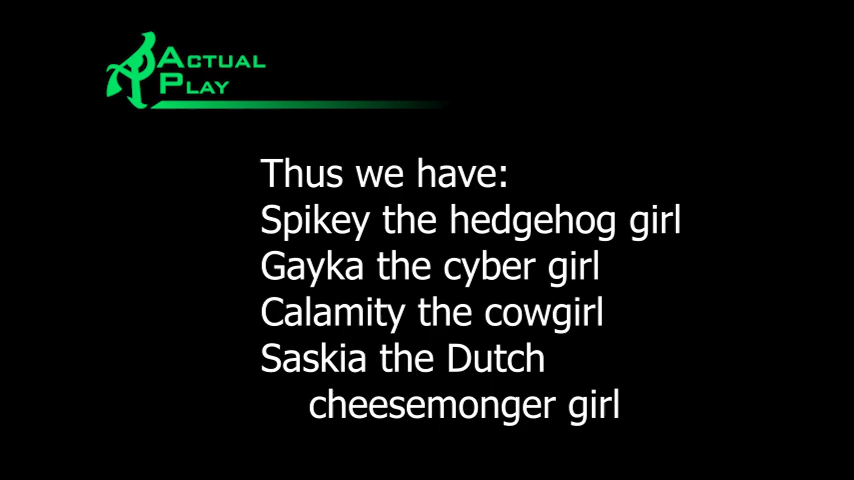 Actual
Play
Thus we have:
Spikey the hedgehog girl
Gayka the cyber girl
Calamity the cowgirl
Saskia the Dutch
cheesemonger girl